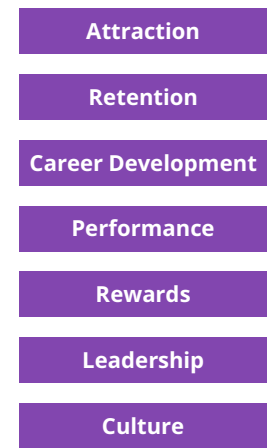 Attraction
Retention
Career Development
Performance
Rewards
Leadership
Culture